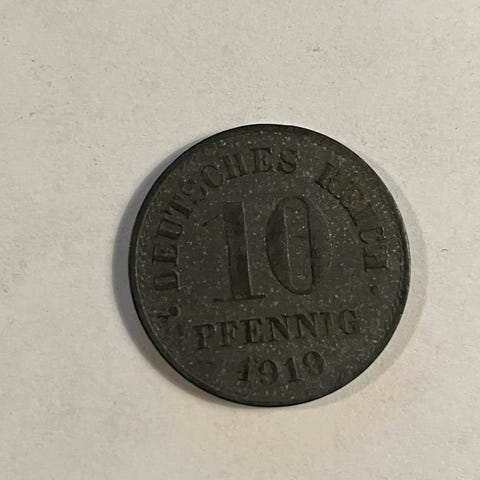 DEUTSCHES REICH
10
PFENNIG
1919